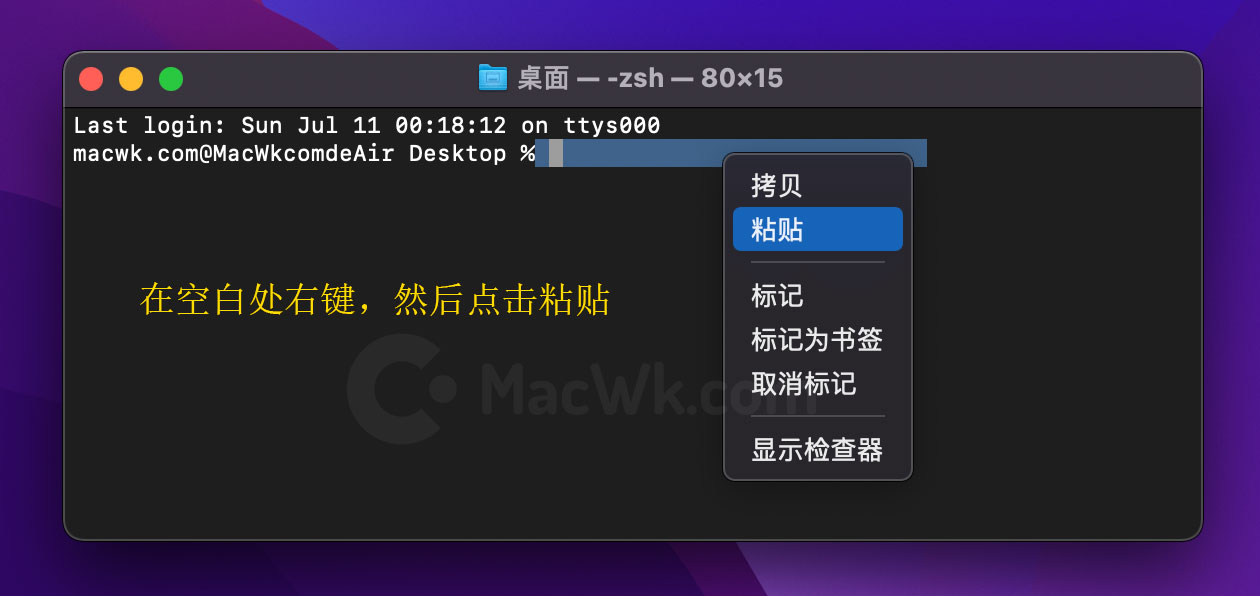 桌面 — -zsh — 80×15
Last login: Sun Jul 11 00:18:12 on ttys000
macwk.com@MacWkcomdeAir Desktop %
拷贝
粘贴
标记
标记为书签
取消标记
显示检查器
在空白处右键，然后点击粘贴
MacWk.com